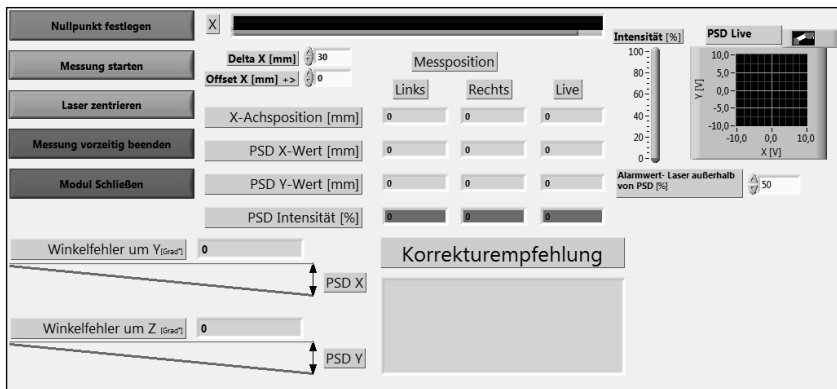 Nullpunkt festlegen
Messung starten
Laser zentrieren
Messung vorzeitig beenden
Modul Schließen
X
Delta X [mm] 30
Offset X [mm] +> 0
Messposition
Links Rechts Live
X-Achsposition [mm] 0 0 0
PSD X-Wert [mm] 0 0 0
PSD Y-Wert [mm] 0 0 0
PSD Intensität [%] 0 0 0
Intensität [%]
100
80
60
40
20
0
PSD Live
10,0
5,0
0,0
-5,0
-10,0
Y [V]
-10,0 0,0 10,0
X [V]
Alarmwert- Laser außerhalb
von PSD [%] 50
Winkelfehler um Y[Grad°] 0
PSD X
Winkelfehler um Z [Grad°] 0
PSD Y
Korrekturempfehlung